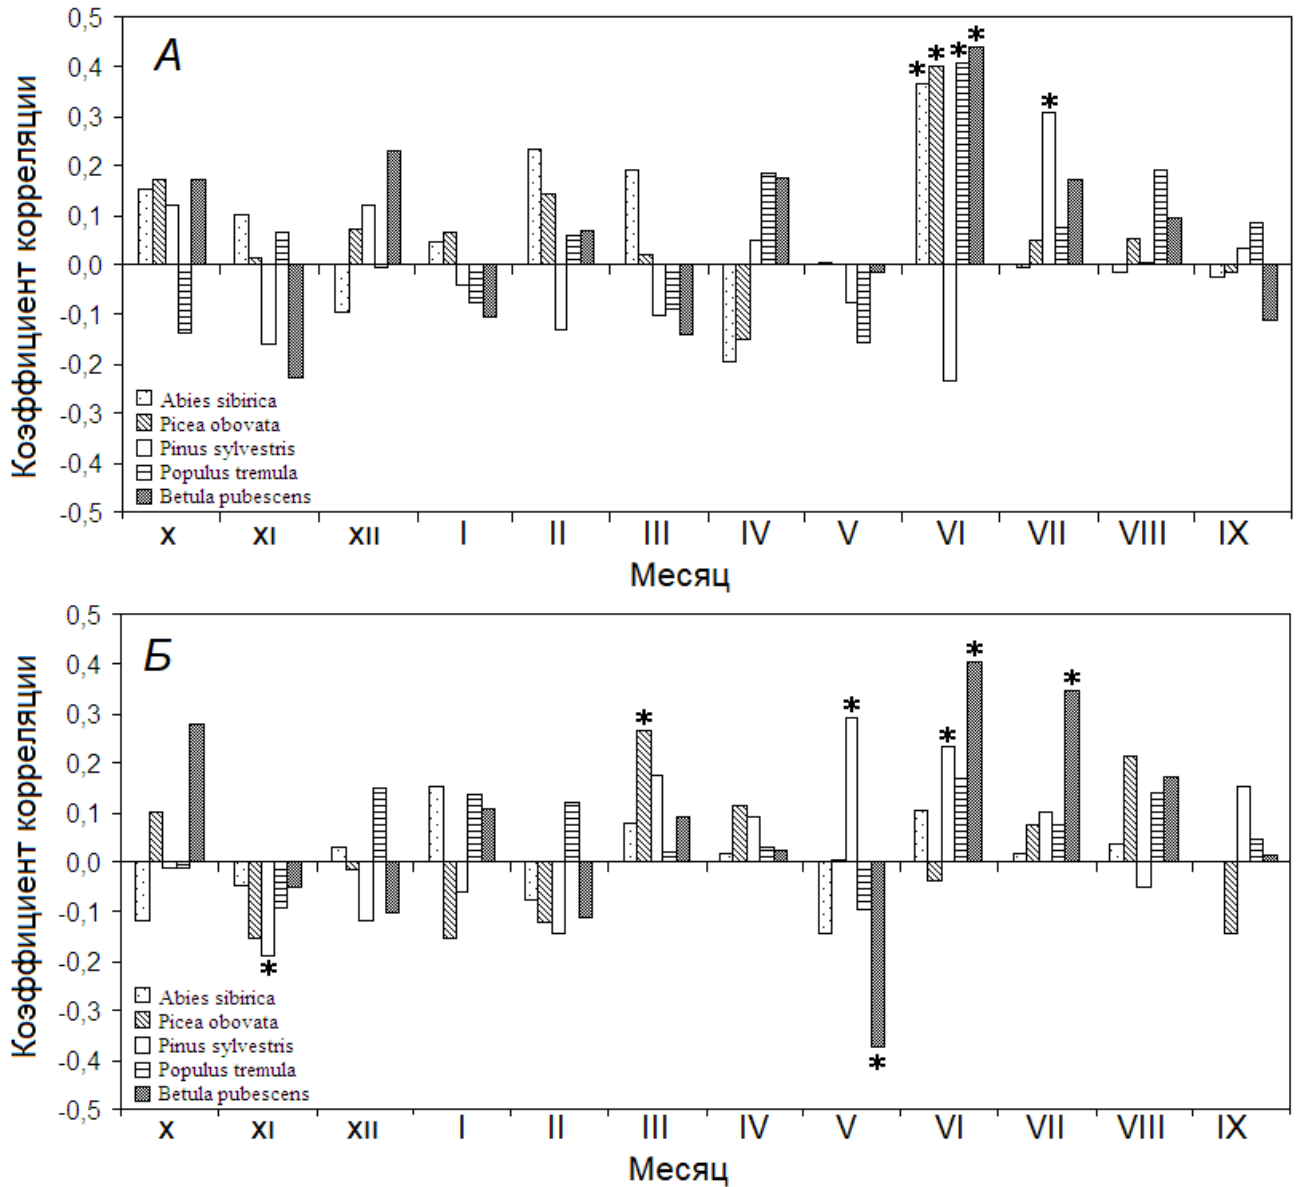 А
Коэффициент корреляции
0,5
0,4
0,3
0,2
0,1
0,0
-0,1
-0,2
-0,3
-0,4
-0,5
Abies sibirica
Picea obovata
Pinus sylvestris
Populus tremula
Betula pubescens
* * * * *
X XI XII I II III IV V VI VII VIII IX
Месяц
Б
Коэффициент корреляции
0,5
0,4
0,3
0,2
0,1
0,0
-0,1
-0,2
-0,3
-0,4
-0,5
Abies sibirica
Picea obovata
Pinus sylvestris
Populus tremula
Betula pubescens
* * * * * * *
X XI XII I II III IV V VI VII VIII IX
Месяц